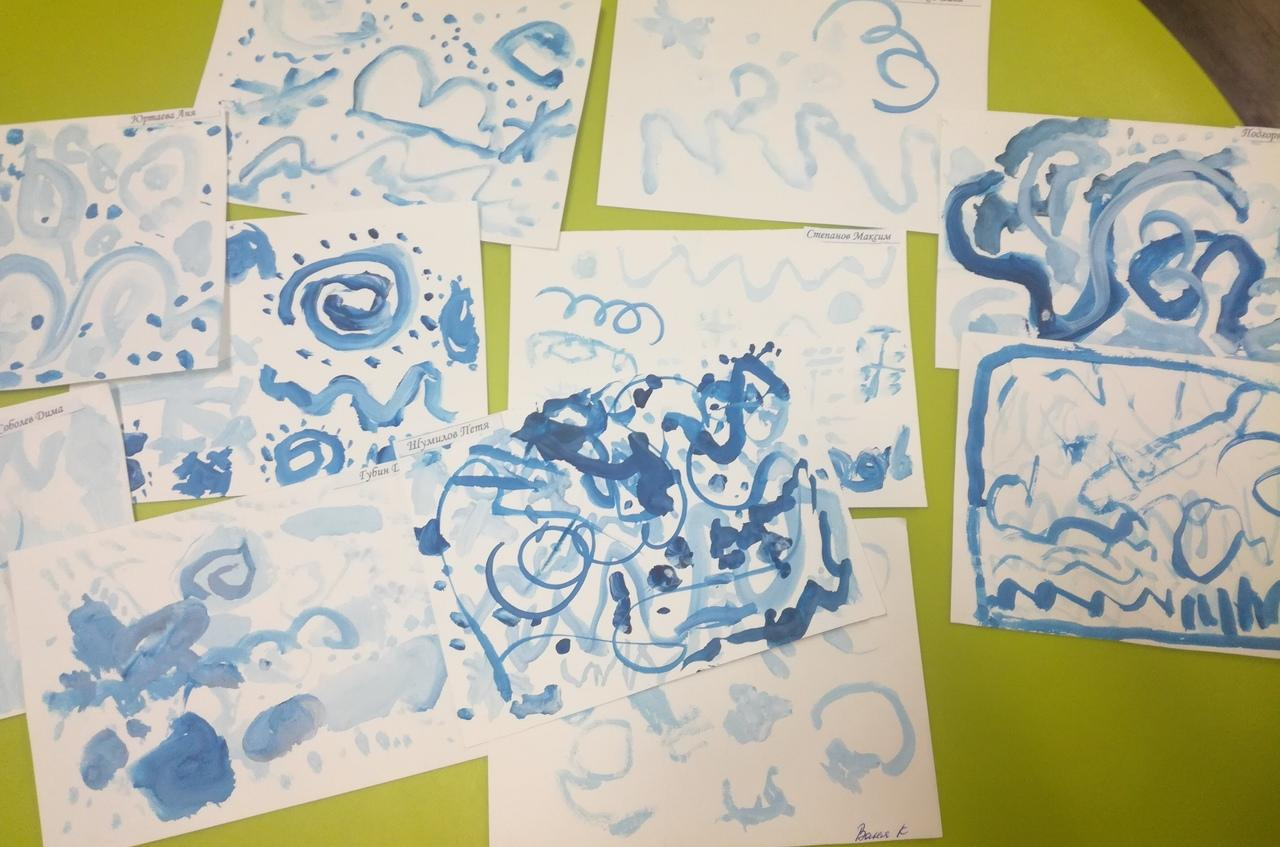 Юртаева Аня
Степанов Максим
Соболев Дима
Шумилов Петя
Губин
Ваня К